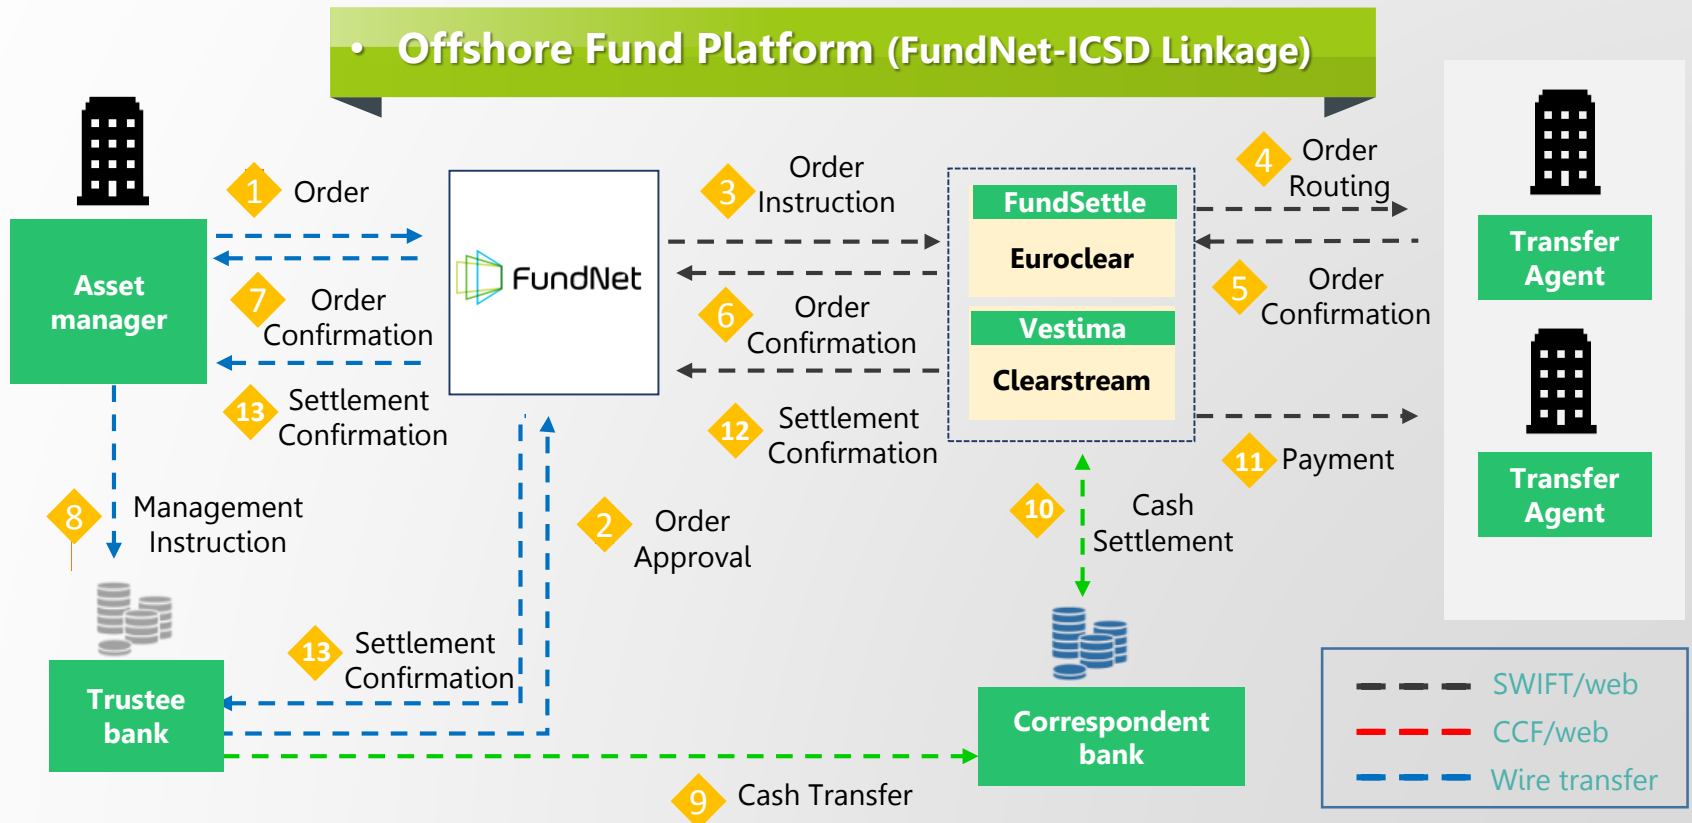 • Offshore Fund Platform (FundNet-ICSD Linkage)
1 Order
3 Order
Instruction
4 Order
Routing
Asset
manager
FundNet
FundSettle
Euroclear
Vestima
Clearstream
Transfer
Agent
7 Order
Confirmation
6 Order
Confirmation
5 Order
Confirmation
13 Settlement
Confirmation
12 Settlement
Confirmation
11 Payment
Transfer
Agent
8 Management
Instruction
2 Order
Approval
10 Cash
Settlement
13 Settlement
Confirmation
Trustee
bank
Correspondent
bank
9 Cash Transfer
SWIFT/web
CCF/web
Wire transfer